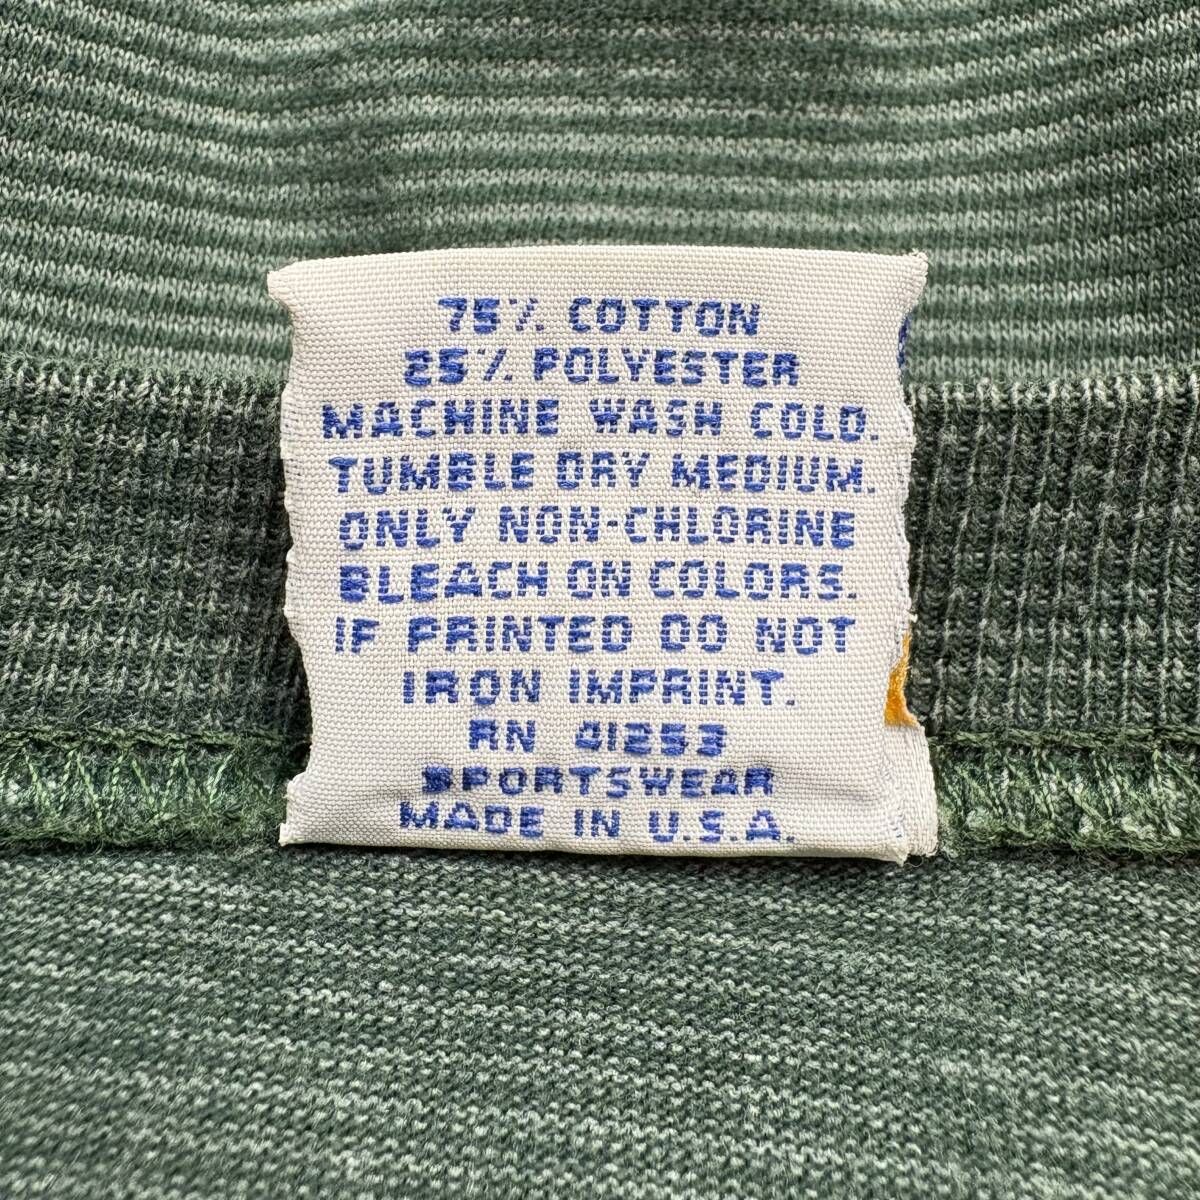 75% COTTON
25% POLYESTER
MACHINE WASH COLD.
TUMBLE DRY MEDIUM.
ONLY NON-CHLORINE
BLEACH ON COLORS.
IF PRINTED DO NOT
IRON IMPRINT.
RN 41253
SPORTSWEAR
MADE IN U.S.A.